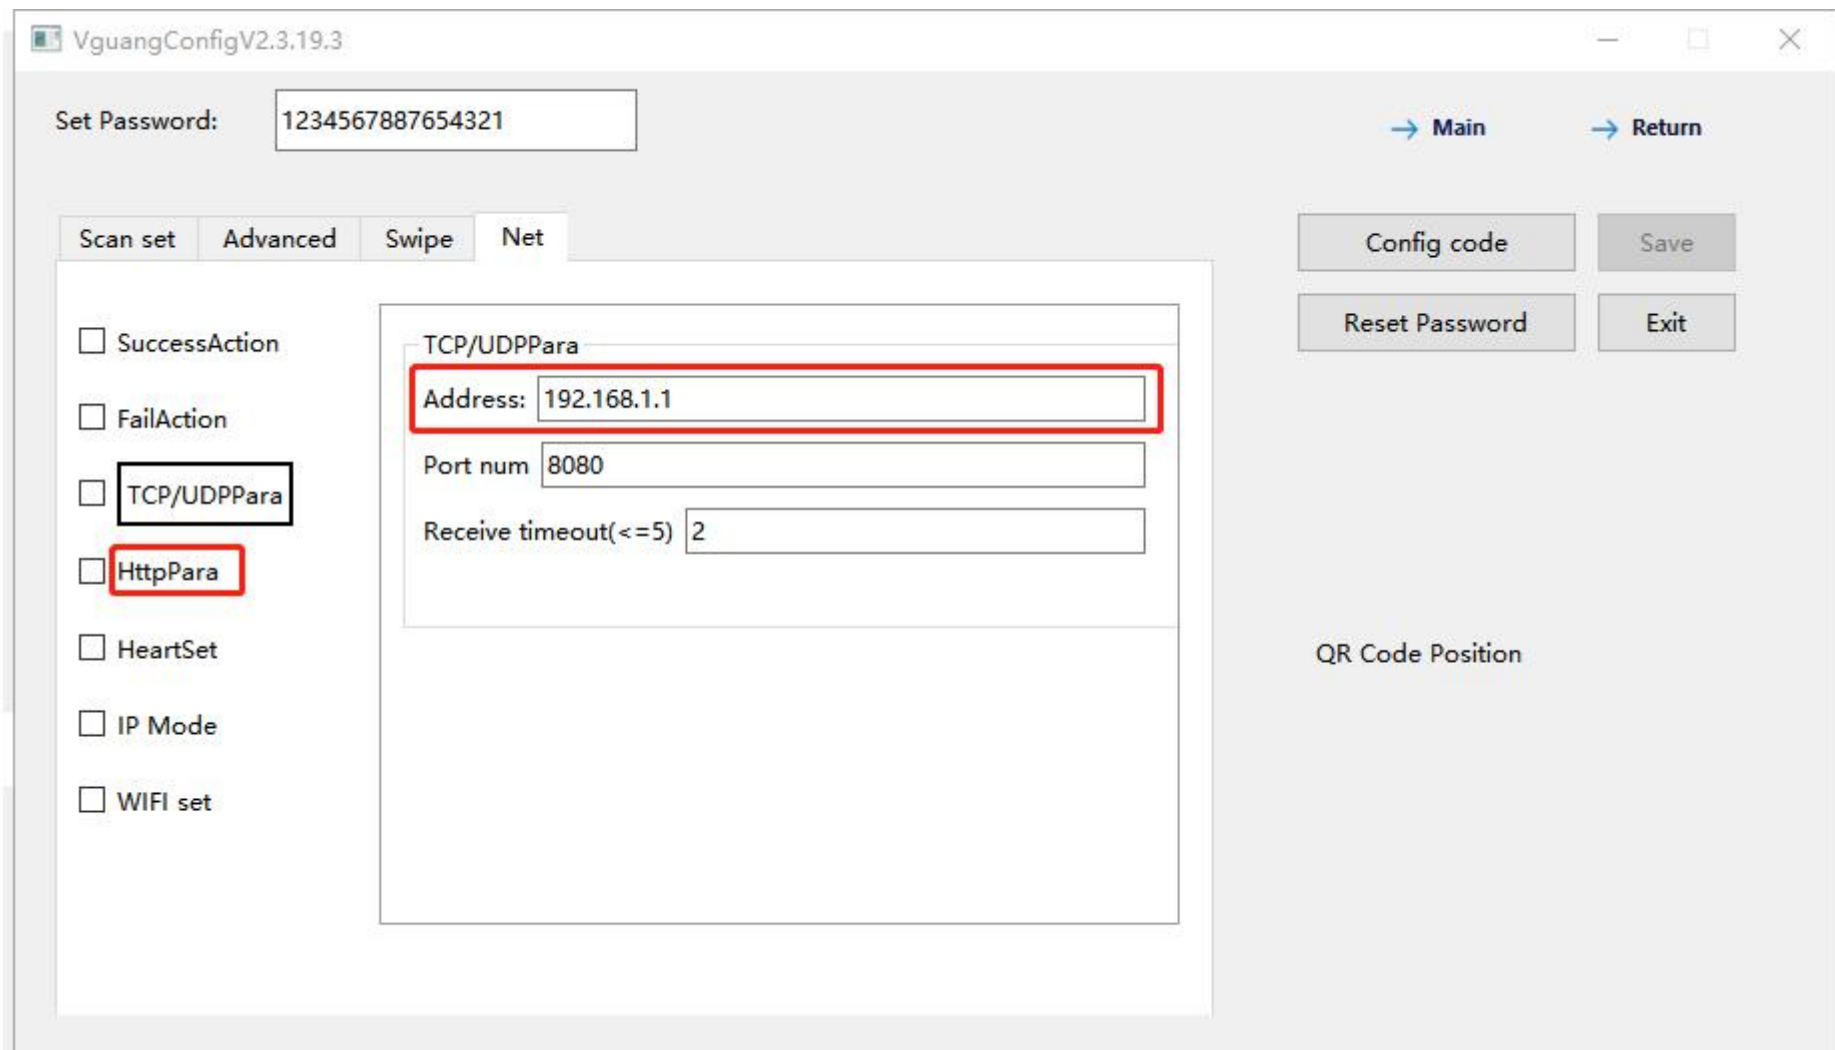 VguangConfigV2.3.19.3
Set Password: 1234567887654321
Main
Return
Scan set
Advanced
Swipe
Net
Config code
Save
Reset Password
Exit
SuccessAction
FailAction
TCP/UDPPara
HttpPara
HeartSet
IP Mode
WIFI set
TCP/UDPPara
Address: 192.168.1.1
Port num 8080
Receive timeout(<=5) 2
QR Code Position